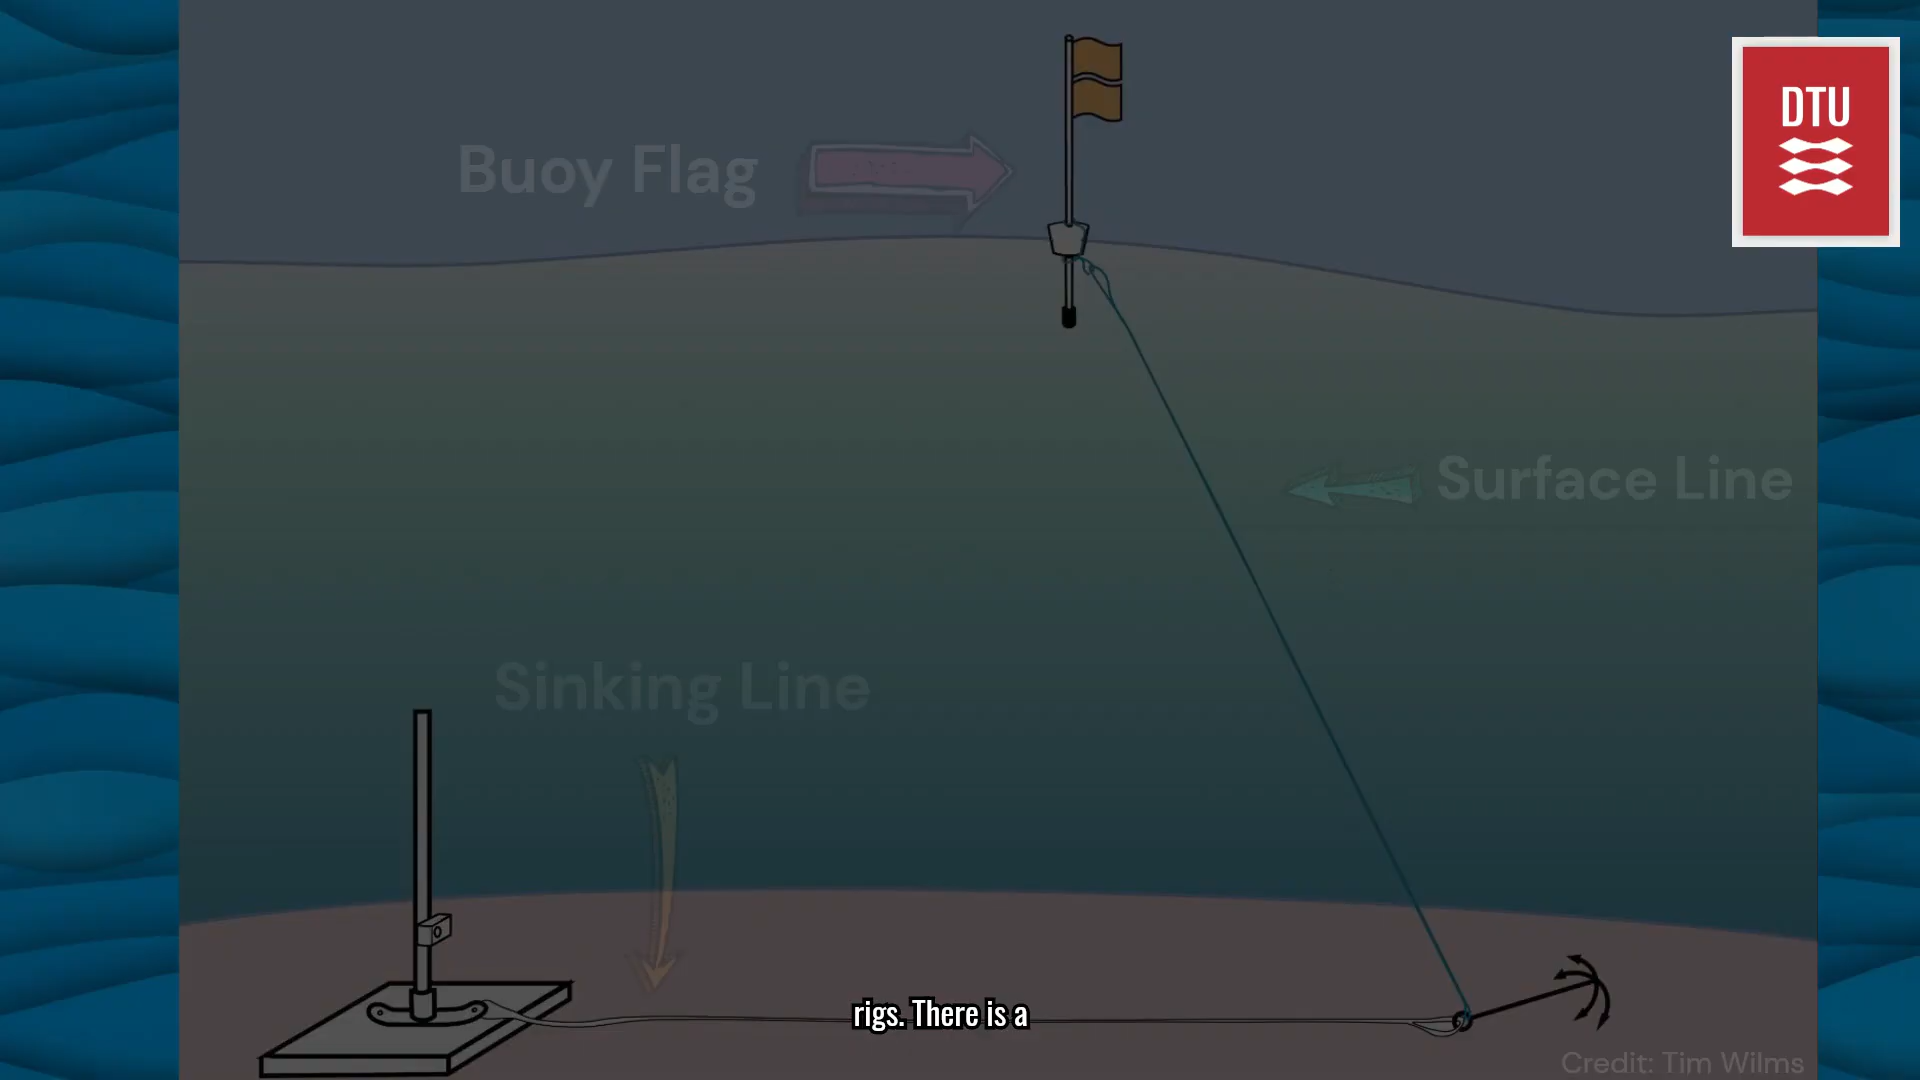 DTU
Buoy Flag
Surface Line
Sinking Line
rigs. There is a
Credit: Tim Wilms